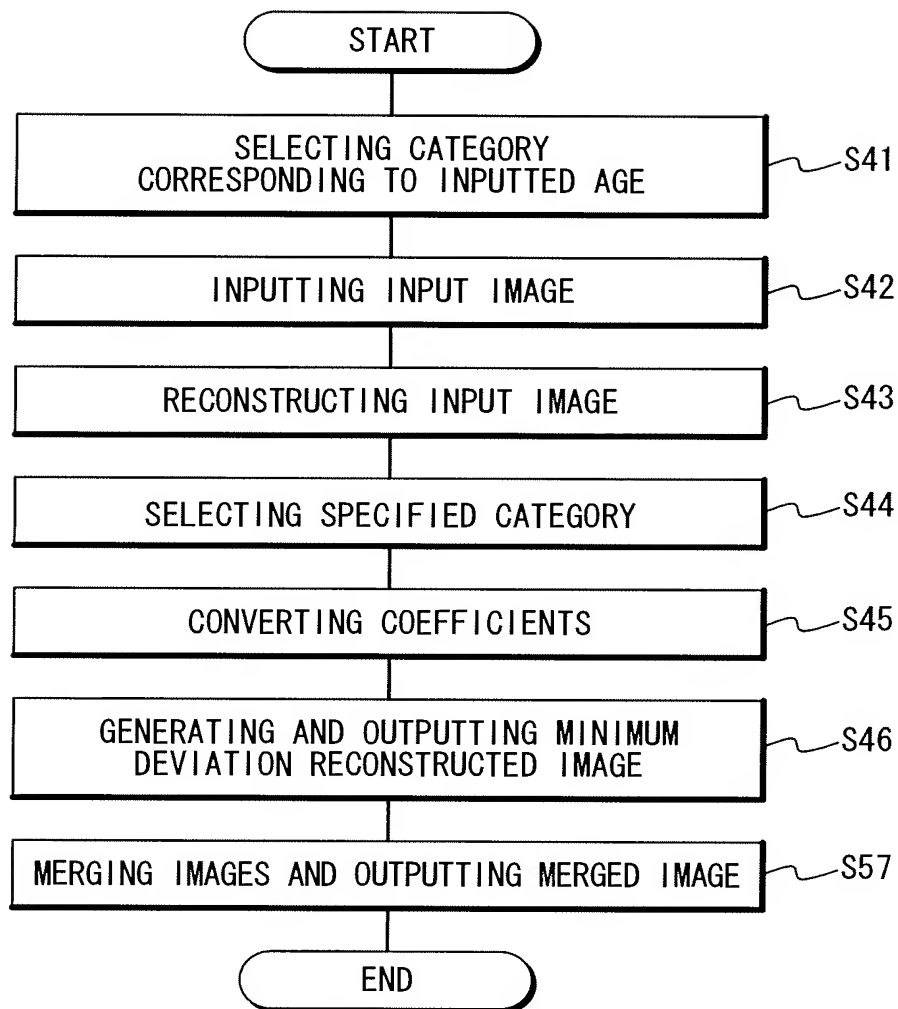 START
SELECTING CATEGORY
CORRESPONDING TO INPUTTED AGE
S41
INPUTTING INPUT IMAGE
S42
RECONSTRUCTING INPUT IMAGE
S43
SELECTING SPECIFIED CATEGORY
S44
CONVERTING COEFFICIENTS
S45
GENERATING AND OUTPUTTING MINIMUM
DEVIATION RECONSTRUCTED IMAGE
S46
MERGING IMAGES AND OUTPUTTING MERGED IMAGE
S57
END